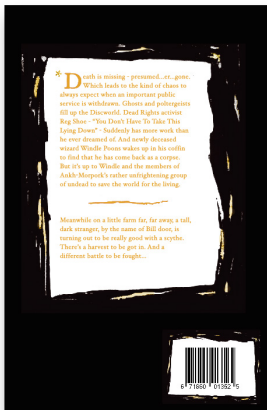 * Death is missing - presumed...er...gone.
Which leads to the kind of chaos to
always expect when an important public
service is withdrawn. Ghosts and poltergeists
fill up the Discworld. Dead Rights activist
Reg Shoe - "You Don't Have To Take This
Lying Down" - Suddenly has more work than
he ever dreamed of. And newly deceased
wizard Windle Poons wakes up in his coffin
to find that he has come back as a corpse.
But it's up to Windle and the members of
Ankh-Morpork's rather unfrightening group
of undead to save the world for the living.
Meanwhile on a little farm far, far away, a tall,
dark stranger, by the name of Bill door, is
turning out to be really good with a scythe.
There's a harvest to be got in. And a
different battle to be fought...
6 71860 01352 5